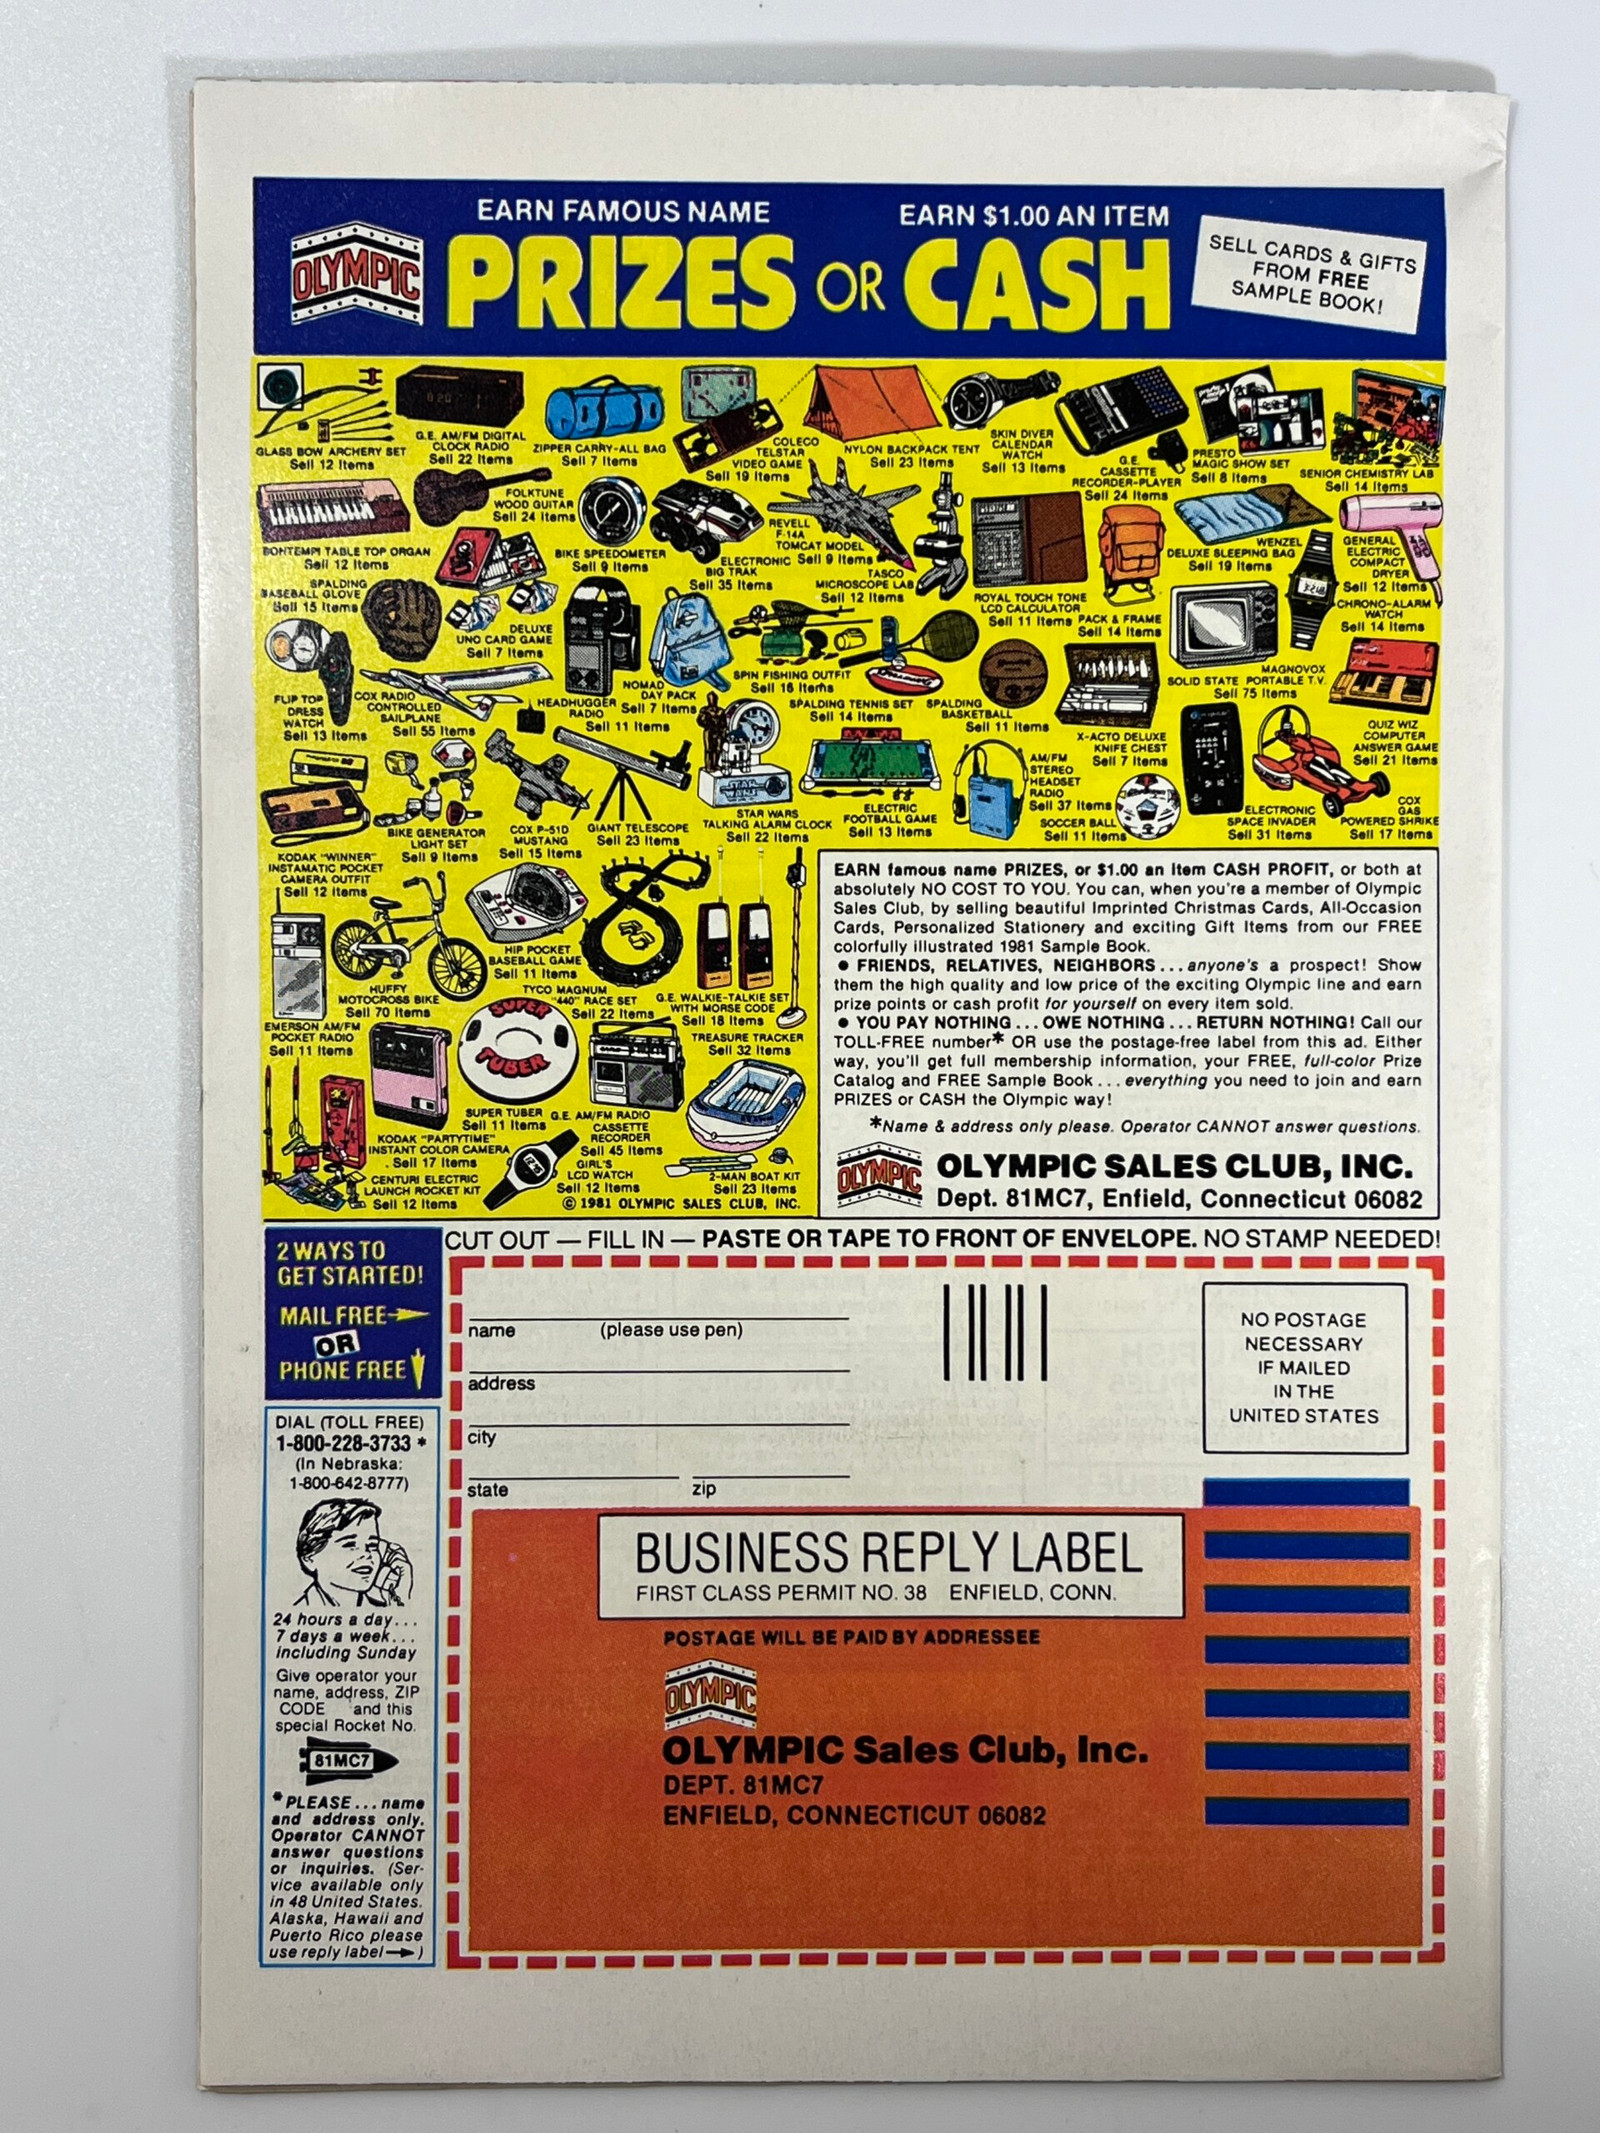 EARN FAMOUS NAME
PRIZES OR CASH
EARN $1.00 AN ITEM
OLYMPIC
SELL CARDS & GIFTS
FROM FREE
SAMPLE BOOK!
GLASS BOW ARCHERY SET
Sell 12 Items
G.E. AM/FM DIGITAL
CLOCK RADIO
Sell 22 Items
ZIPPER CARRY-ALL BAG
Sell 7 Items
COLECO
TELSTAR
VIDEO GAME
Sell 19 Items
NYLON BACKPACK TENT
Sell 23 Items
SKIN DIVER
CALENDAR
WATCH
Sell 13 Items
G.E.
CASSETTE
RECORDER-PLAYER
Sell 24 Items
PRESTO
MAGIC SHOW SET
Sell 8 Items
SENIOR CHEMISTRY LAB
Sell 14 Items
BONTEMPI TABLE TOP ORGAN
Sell 12 Items
FOLKTUNE
WOOD GUITAR
Sell 24 Items
BIKE SPEEDOMETER
Sell 9 Items
ELECTRONIC
BIG TRAK
Sell 35 Items
REVELL
F-14A
TOMCAT MODEL
Sell 9 Items
TASCO
MICROSCOPE LAB
Sell 12 Items
ROYAL TOUCH TONE
LCD CALCULATOR
Sell 11 Items
PACK & FRAME
Sell 14 Items
WENZEL
DELUXE SLEEPING BAG
Sell 19 Items
GENERAL
ELECTRIC
COMPACT
DRYER
Sell 12 Items
CHRONO-ALARM
WATCH
Sell 14 Items
SPALDING
BASEBALL GLOVE
Sell 15 Items
DELUXE
UNO CARD GAME
Sell 7 Items
FLIP TOP
DRESS
WATCH
Sell 13 Items
COX RADIO
CONTROLLED
SAILPLANE
Sell 55 Items
HEADHUGGER
RADIO
Sell 11 Items
NOMAD
DAY PACK
Sell 7 Items
SPIN FISHING OUTFIT
Sell 16 Items
SPALDING TENNIS SET
Sell 14 Items
SPALDING
BASKETBALL
Sell 11 Items
X-ACTO DELUXE
KNIFE CHEST
Sell 7 Items
MAGNOVOX
SOLID STATE PORTABLE T.V.
Sell 75 Items
QUIZ WIZ
COMPUTER
ANSWER GAME
Sell 21 Items
KODAK "WINNER"
INSTAMATIC POCKET
CAMERA OUTFIT
Sell 12 Items
BIKE GENERATOR
LIGHT SET
Sell 9 Items
COX P-51D
MUSTANG
Sell 15 Items
GIANT TELESCOPE
Sell 23 Items
STAR WARS
STAR WARS
TALKING ALARM CLOCK
Sell 22 Items
ELECTRIC
FOOTBALL GAME
Sell 13 Items
AM/FM
STEREO
HEADSET
RADIO
Sell 37 Items
SOCCER BALL
Sell 11 Items
ELECTRONIC
SPACE INVADER
Sell 31 Items
COX
GAS
POWERED SHRIKE
Sell 17 Items
EMERSON AM/FM
POCKET RADIO
Sell 11 Items
HUFFY
MOTOCROSS BIKE
Sell 70 Items
HIP POCKET
BASEBALL GAME
Sell 11 Items
TYCO MAGNUM
"440" RACE SET
Sell 22 Items
G.E. WALKIE-TALKIE SET
WITH MORSE CODE
Sell 18 Items
TREASURE TRACKER
Sell 32 Items
KODAK "PARTYTIME"
INSTANT COLOR CAMERA
Sell 17 Items
SUPER
TUBER
SUPER TUBER
Sell 11 Items
G.E. AM/FM RADIO
CASSETTE
RECORDER
Sell 45 Items
CENTURI ELECTRIC
LAUNCH ROCKET KIT
Sell 12 Items
GIRL'S
LCD WATCH
Sell 12 Items
2-MAN BOAT KIT
Sell 23 Items
© 1981 OLYMPIC SALES CLUB, INC.
EARN famous name PRIZES, or $1.00 an Item CASH PROFIT, or both at
absolutely NO COST TO YOU. You can, when you're a member of Olympic
Sales Club, by selling beautiful Imprinted Christmas Cards, All-Occasion
Cards, Personalized Stationery and exciting Gift Items from our FREE
colorfully illustrated 1981 Sample Book.
● FRIENDS, RELATIVES, NEIGHBORS...anyone's a prospect! Show
them the high quality and low price of the exciting Olympic line and earn
prize points or cash profit for yourself on every item sold.
● YOU PAY NOTHING...OWE NOTHING...RETURN NOTHING! Call our
TOLL-FREE number* OR use the postage-free label from this ad. Either
way, you'll get full membership information, your FREE, full-color Prize
Catalog and FREE Sample Book...everything you need to join and earn
PRIZES or CASH the Olympic way!
*Name & address only please. Operator CANNOT answer questions.
OLYMPIC
OLYMPIC SALES CLUB, INC.
Dept. 81MC7, Enfield, Connecticut 06082
2 WAYS TO
GET STARTED!
MAIL FREE
OR
PHONE FREE
CUT OUT — FILL IN — PASTE OR TAPE TO FRONT OF ENVELOPE. NO STAMP NEEDED!
name (please use pen)
address
city
state zip
NO POSTAGE
NECESSARY
IF MAILED
IN THE
UNITED STATES
BUSINESS REPLY LABEL
FIRST CLASS PERMIT NO. 38 ENFIELD, CONN.
POSTAGE WILL BE PAID BY ADDRESSEE
OLYMPIC
OLYMPIC Sales Club, Inc.
DEPT. 81MC7
ENFIELD, CONNECTICUT 06082
DIAL (TOLL FREE)
1-800-228-3733 *
(In Nebraska:
1-800-642-8777)
24 hours a day...
7 days a week...
including Sunday
Give operator your
name, address, ZIP
CODE and this
special Rocket No.
81MC7
*PLEASE...name
and address only.
Operator CANNOT
answer questions
or inquiries. (Ser-
vice available only
in 48 United States.
Alaska, Hawaii and
Puerto Rico please
use reply label →)